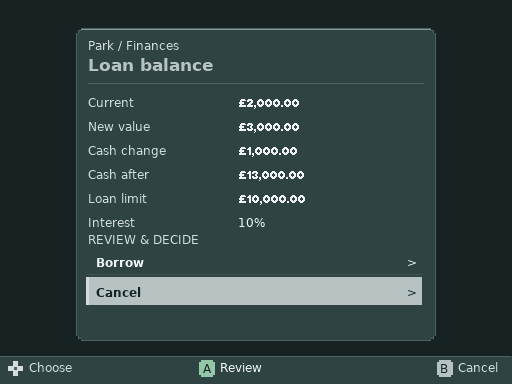 Park / Finances
Loan balance
Current £2,000.00
New value £3,000.00
Cash change £1,000.00
Cash after £13,000.00
Loan limit £10,000.00
Interest 10%
REVIEW & DECIDE
Borrow >
Cancel >
Choose A Review B Cancel